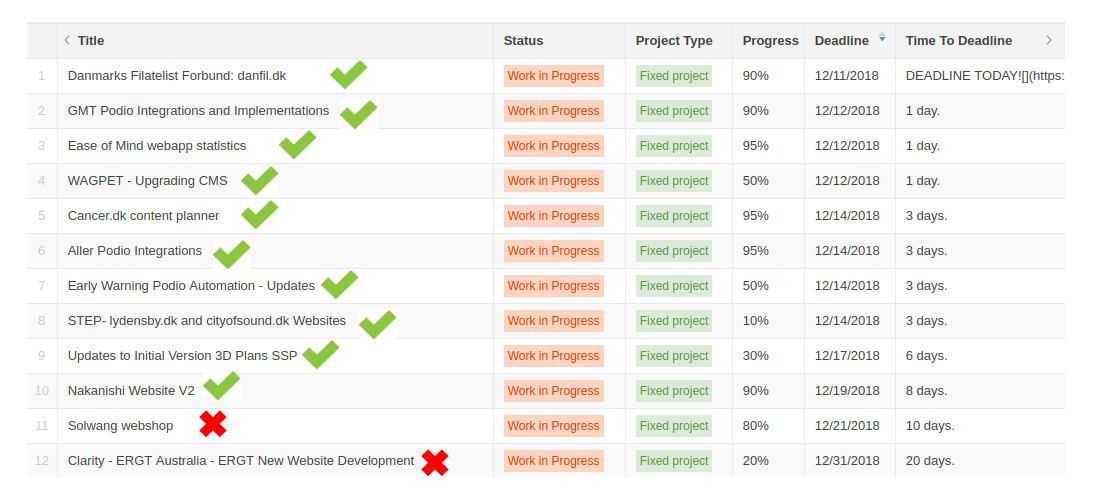 Title Status Project Type Progress Deadline Time To Deadline
1 Danmarks Filatelist Forbund: danfil.dk Work in Progress Fixed project 90% 12/11/2018 DEADLINE TODAY![](https:
2 GMT Podio Integrations and Implementations Work in Progress Fixed project 90% 12/12/2018 1 day.
3 Ease of Mind webapp statistics Work in Progress Fixed project 95% 12/12/2018 1 day.
4 WAGPET - Upgrading CMS Work in Progress Fixed project 50% 12/12/2018 1 day.
5 Cancer.dk content planner Work in Progress Fixed project 95% 12/14/2018 3 days.
6 Aller Podio Integrations Work in Progress Fixed project 95% 12/14/2018 3 days.
7 Early Warning Podio Automation - Updates Work in Progress Fixed project 50% 12/14/2018 3 days.
8 STEP- lydensby.dk and cityofsound.dk Websites Work in Progress Fixed project 10% 12/14/2018 3 days.
9 Updates to Initial Version 3D Plans SSP Work in Progress Fixed project 30% 12/17/2018 6 days.
10 Nakanishi Website V2 Work in Progress Fixed project 90% 12/19/2018 8 days.
11 Solwang webshop Work in Progress Fixed project 80% 12/21/2018 10 days.
12 Clarity - ERGT Australia - ERGT New Website Development Work in Progress Fixed project 20% 12/31/2018 20 days.